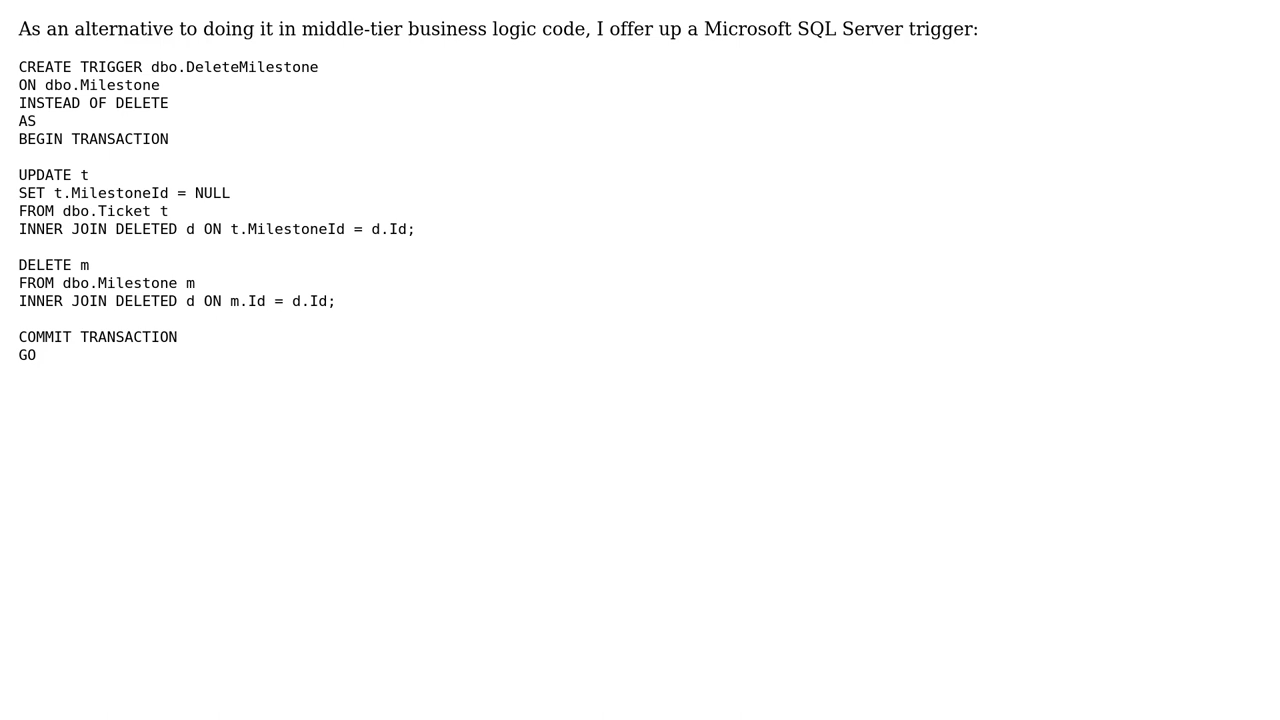 As an alternative to doing it in middle-tier business logic code, I offer up a Microsoft SQL Server trigger:
CREATE TRIGGER dbo.DeleteMilestone
ON dbo.Milestone
INSTEAD OF DELETE
AS
BEGIN TRANSACTION

UPDATE t
SET t.MilestoneId = NULL
FROM dbo.Ticket t
INNER JOIN DELETED d ON t.MilestoneId = d.Id;

DELETE m
FROM dbo.Milestone m
INNER JOIN DELETED d ON m.Id = d.Id;

COMMIT TRANSACTION
GO